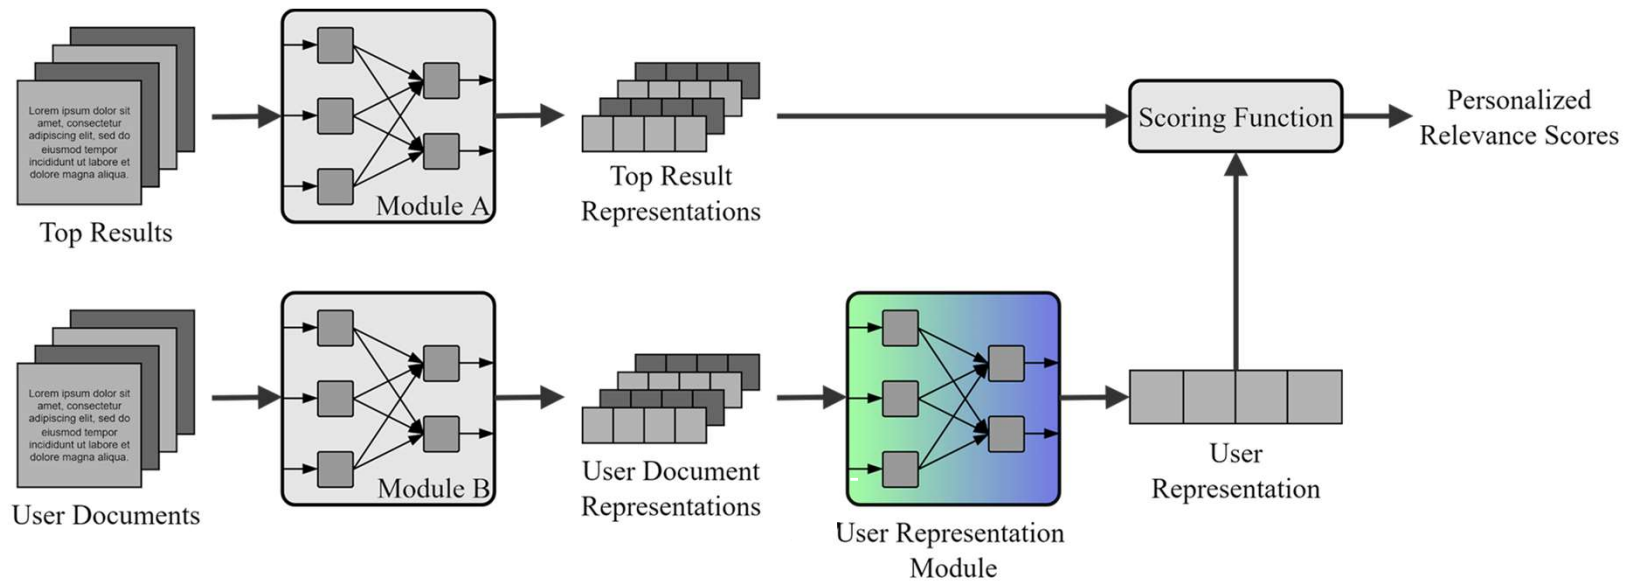 Lorem ipsum dolor sit
amet, consectetur
adipiscing elit, sed do
eiusmod tempor
incididunt ut labore et
dolore magna aliqua.
Top Results
Module A
Top Result
Representations
Scoring Function
Personalized
Relevance Scores
Lorem ipsum dolor sit
amet, consectetur
adipiscing elit, sed do
eiusmod tempor
incididunt ut labore et
dolore magna aliqua.
User Documents
Module B
User Document
Representations
User Representation
Module
User
Representation